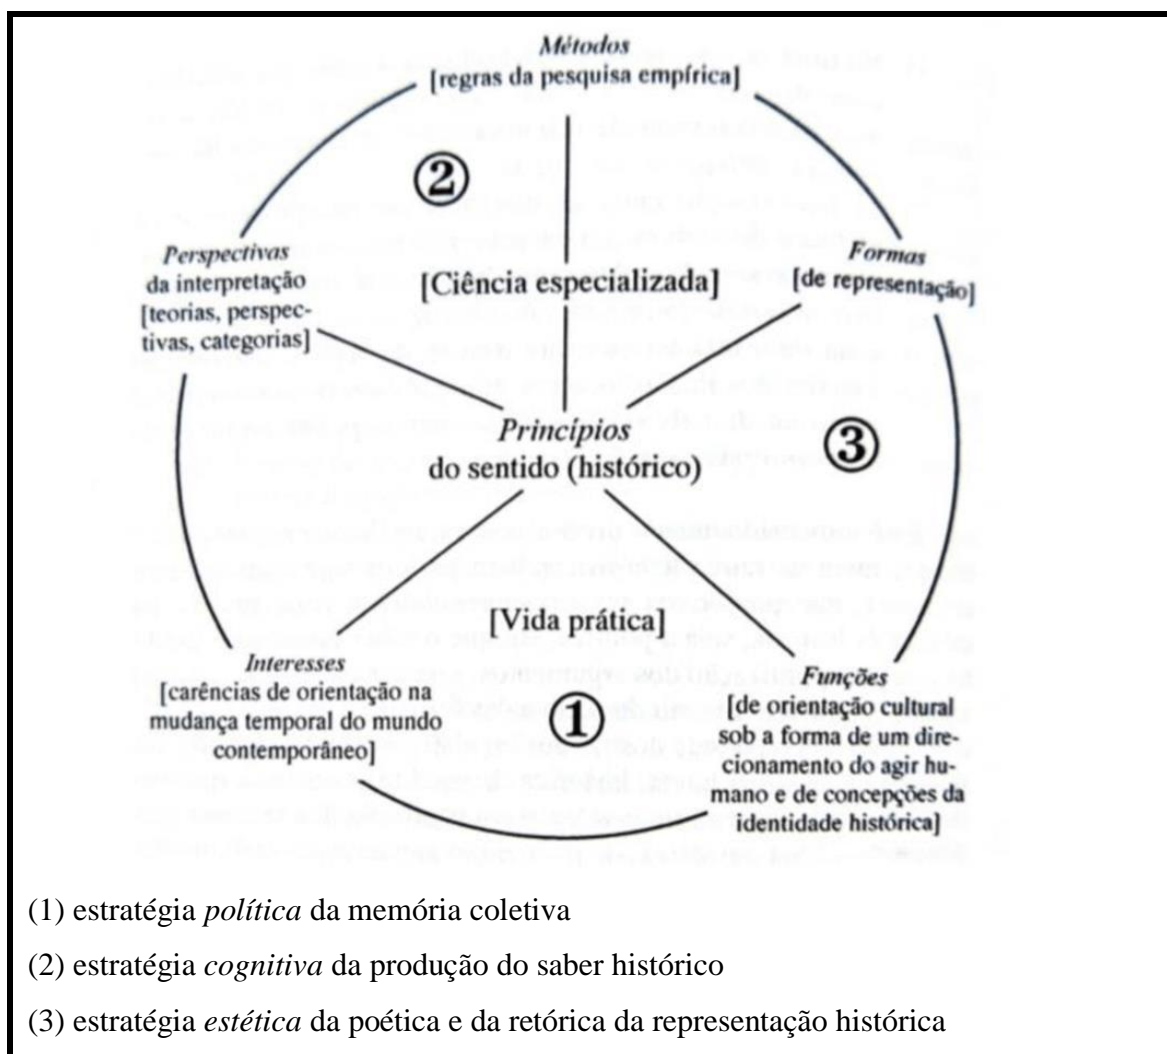 Métodos
[regras da pesquisa empírica]
②
Perspectivas
da interpretação
[teorias, perspec-
tivas, categorias]
[Ciência especializada]
Formas
[de representação]
Princípios
do sentido (histórico)
③
[Vida prática]
Interesses
[carências de orientação na
mudança temporal do mundo
contemporâneo]
①
Funções
[de orientação cultural
sob a forma de um dire-
cionamento do agir hu-
mano e de concepções da
identidade histórica]
(1) estratégia política da memória coletiva
(2) estratégia cognitiva da produção do saber histórico
(3) estratégia estética da poética e da retórica da representação histórica